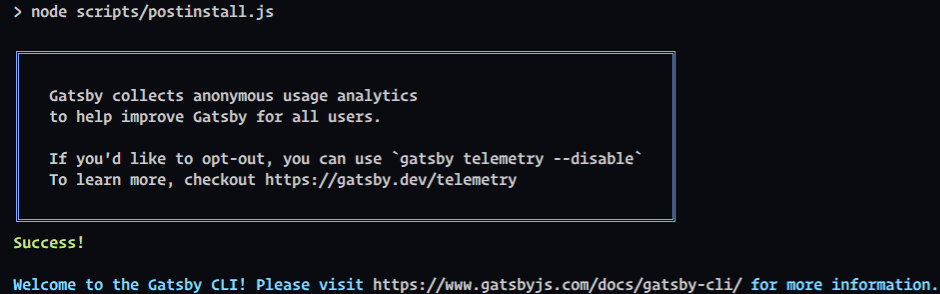 > node scripts/postinstall.js
Gatsby collects anonymous usage analytics
to help improve Gatsby for all users.
If you'd like to opt-out, you can use `gatsby telemetry --disable`
To learn more, checkout https://gatsby.dev/telemetry
Success!
Welcome to the Gatsby CLI! Please visit https://www.gatsbyjs.com/docs/gatsby-cli/ for more information.